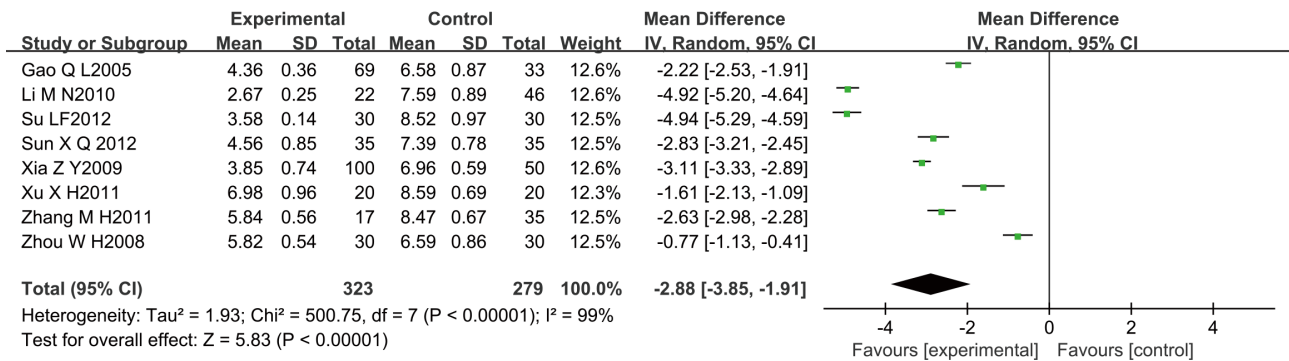 Experimental Control Mean Difference Mean Difference
Study or Subgroup Mean SD Total Mean SD Total Weight IV, Random, 95% CI IV, Random, 95% CI
Gao Q L2005 4.36 0.36 69 6.58 0.87 33 12.6% -2.22 [-2.53, -1.91]
Li M N2010 2.67 0.25 22 7.59 0.89 46 12.6% -4.92 [-5.20, -4.64]
Su LF2012 3.58 0.14 30 8.52 0.97 30 12.5% -4.94 [-5.29, -4.59]
Sun X Q 2012 4.56 0.85 35 7.39 0.78 35 12.5% -2.83 [-3.21, -2.45]
Xia Z Y2009 3.85 0.74 100 6.96 0.59 50 12.6% -3.11 [-3.33, -2.89]
Xu X H2011 6.98 0.96 20 8.59 0.69 20 12.3% -1.61 [-2.13, -1.09]
Zhang M H2011 5.84 0.56 17 8.47 0.67 35 12.5% -2.63 [-2.98, -2.28]
Zhou W H2008 5.82 0.54 30 6.59 0.86 30 12.5% -0.77 [-1.13, -0.41]
Total (95% CI) 323 279 100.0% -2.88 [-3.85, -1.91]
Heterogeneity: Tau² = 1.93; Chi² = 500.75, df = 7 (P < 0.00001); I² = 99%
Test for overall effect: Z = 5.83 (P < 0.00001)
-4 -2 0 2 4
Favours [experimental] Favours [control]